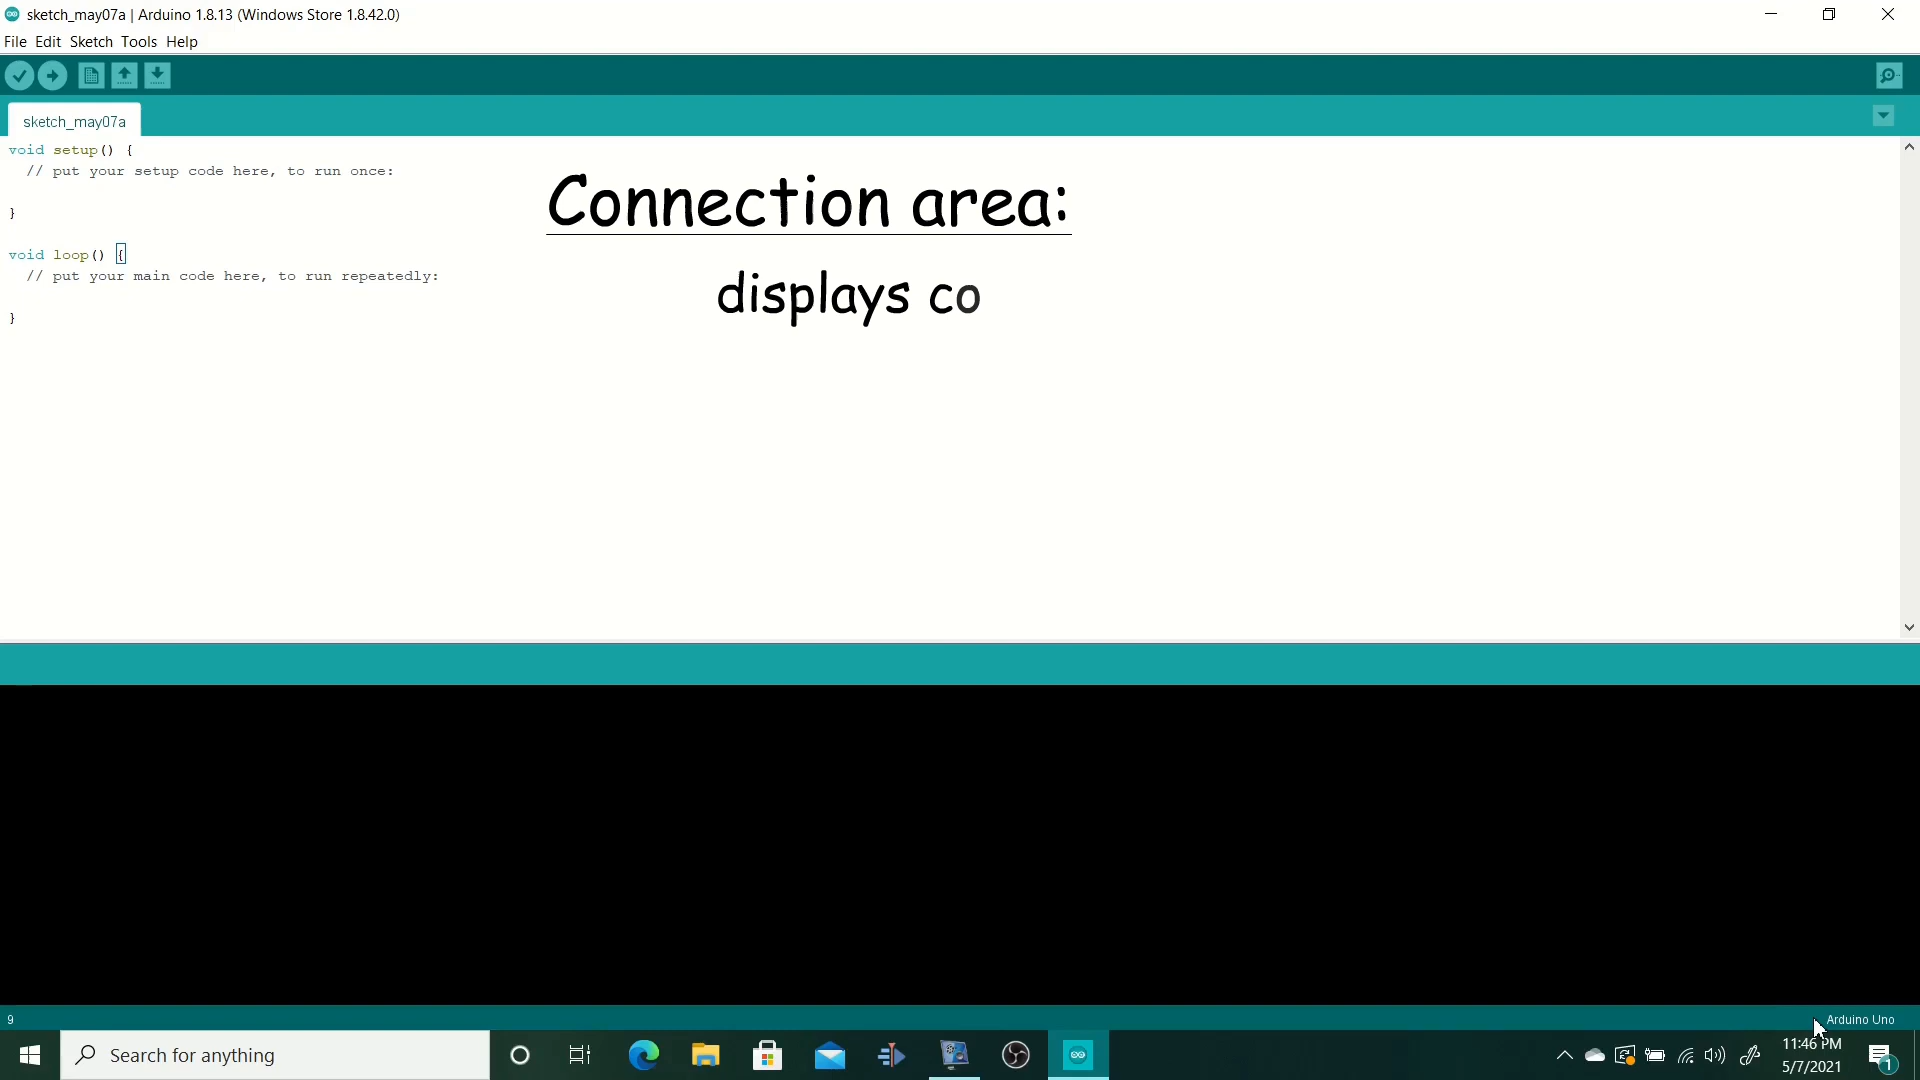 sketch_may07a | Arduino 1.8.13 (Windows Store 1.8.42.0)
File Edit Sketch Tools Help
sketch_may07a
void setup() {
// put your setup code here, to run once:
}
void loop() {
// put your main code here, to run repeatedly:
}
Connection area:
displays co
9
Arduino Uno
Search for anything
11:46 PM
5/7/2021
1